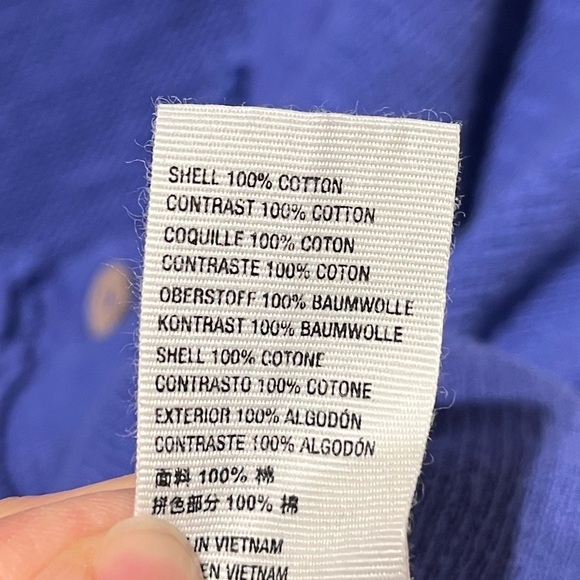 SHELL 100% COTTON
CONTRAST 100% COTTON
COQUILLE 100% COTON
CONTRASTE 100% COTON
OBERSTOFF 100% BAUMWOLLE
KONTRAST 100% BAUMWOLLE
SHELL 100% COTONE
CONTRASTO 100% COTONE
EXTERIOR 100% ALGODÓN
CONTRASTE 100% ALGODÓN
面料 100% 棉
拼色部分 100% 棉
IN VIETNAM
EN VIETNAM